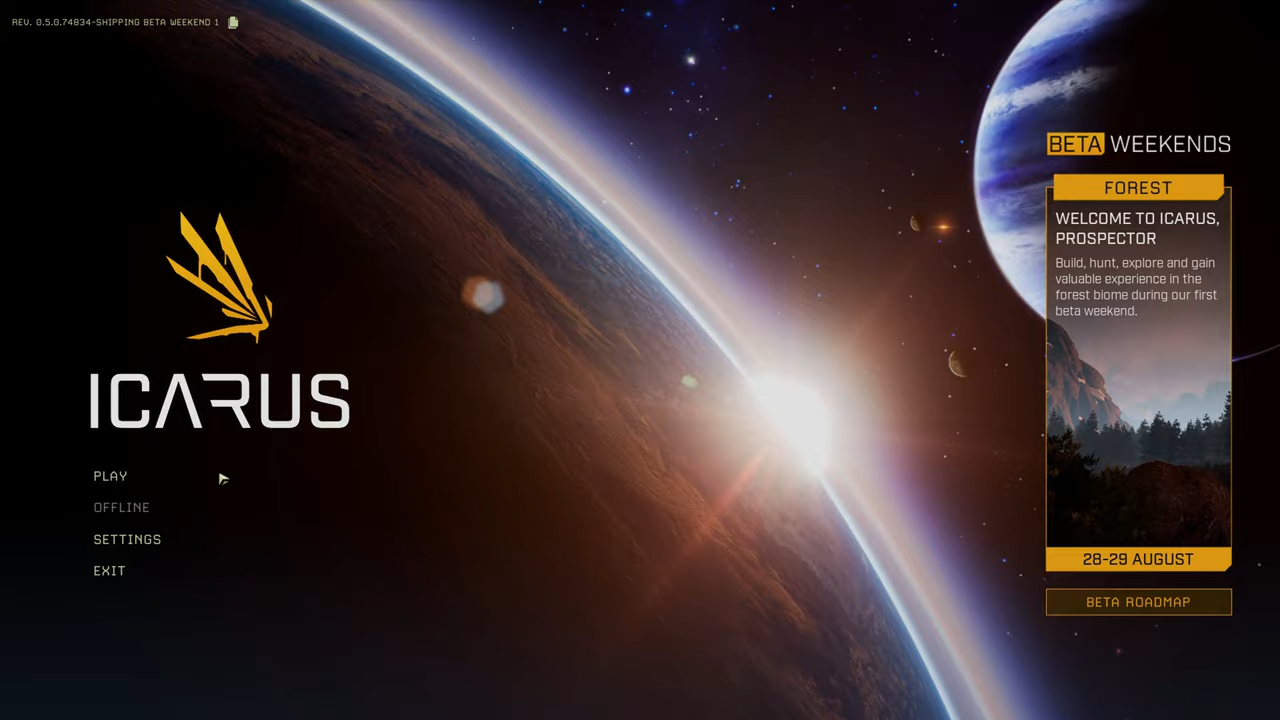 REV. 0.5.0.74834-SHIPPING BETA WEEKEND 1
ICARUS
PLAY
OFFLINE
SETTINGS
EXIT
BETA WEEKENDS
FOREST
WELCOME TO ICARUS,
PROSPECTOR
Build, hunt, explore and gain
valuable experience in the
forest biome during our first
beta weekend.
28-29 AUGUST
BETA ROADMAP